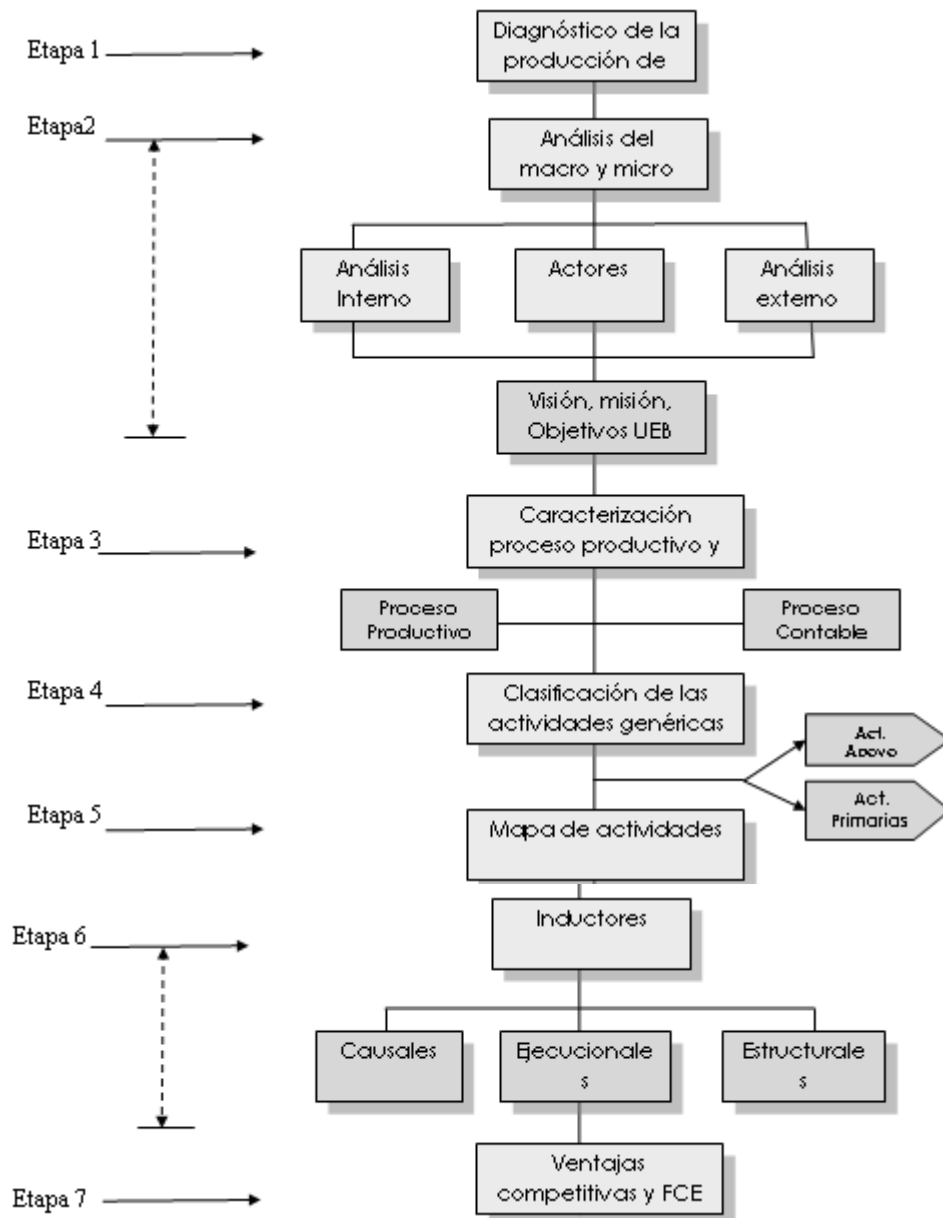 Etapa 1
Diagnóstico de la
producción de
Etapa2
Análisis del
macro y micro
Análisis
Interno
Actores
Análisis
externo
Visión, misión,
Objetivos UEB
Etapa 3
Caracterización
proceso productivo y
Proceso
Productivo
Proceso
Contable
Etapa 4
Clasificación de las
actividades genéricas
Act.
Apoyo
Etapa 5
Mapa de actividades
Act.
Primarias
Etapa 6
Inductores
Causales
Ejecucionale
s
Estructurale
s
Etapa 7
Ventajas
competitivas y FCE